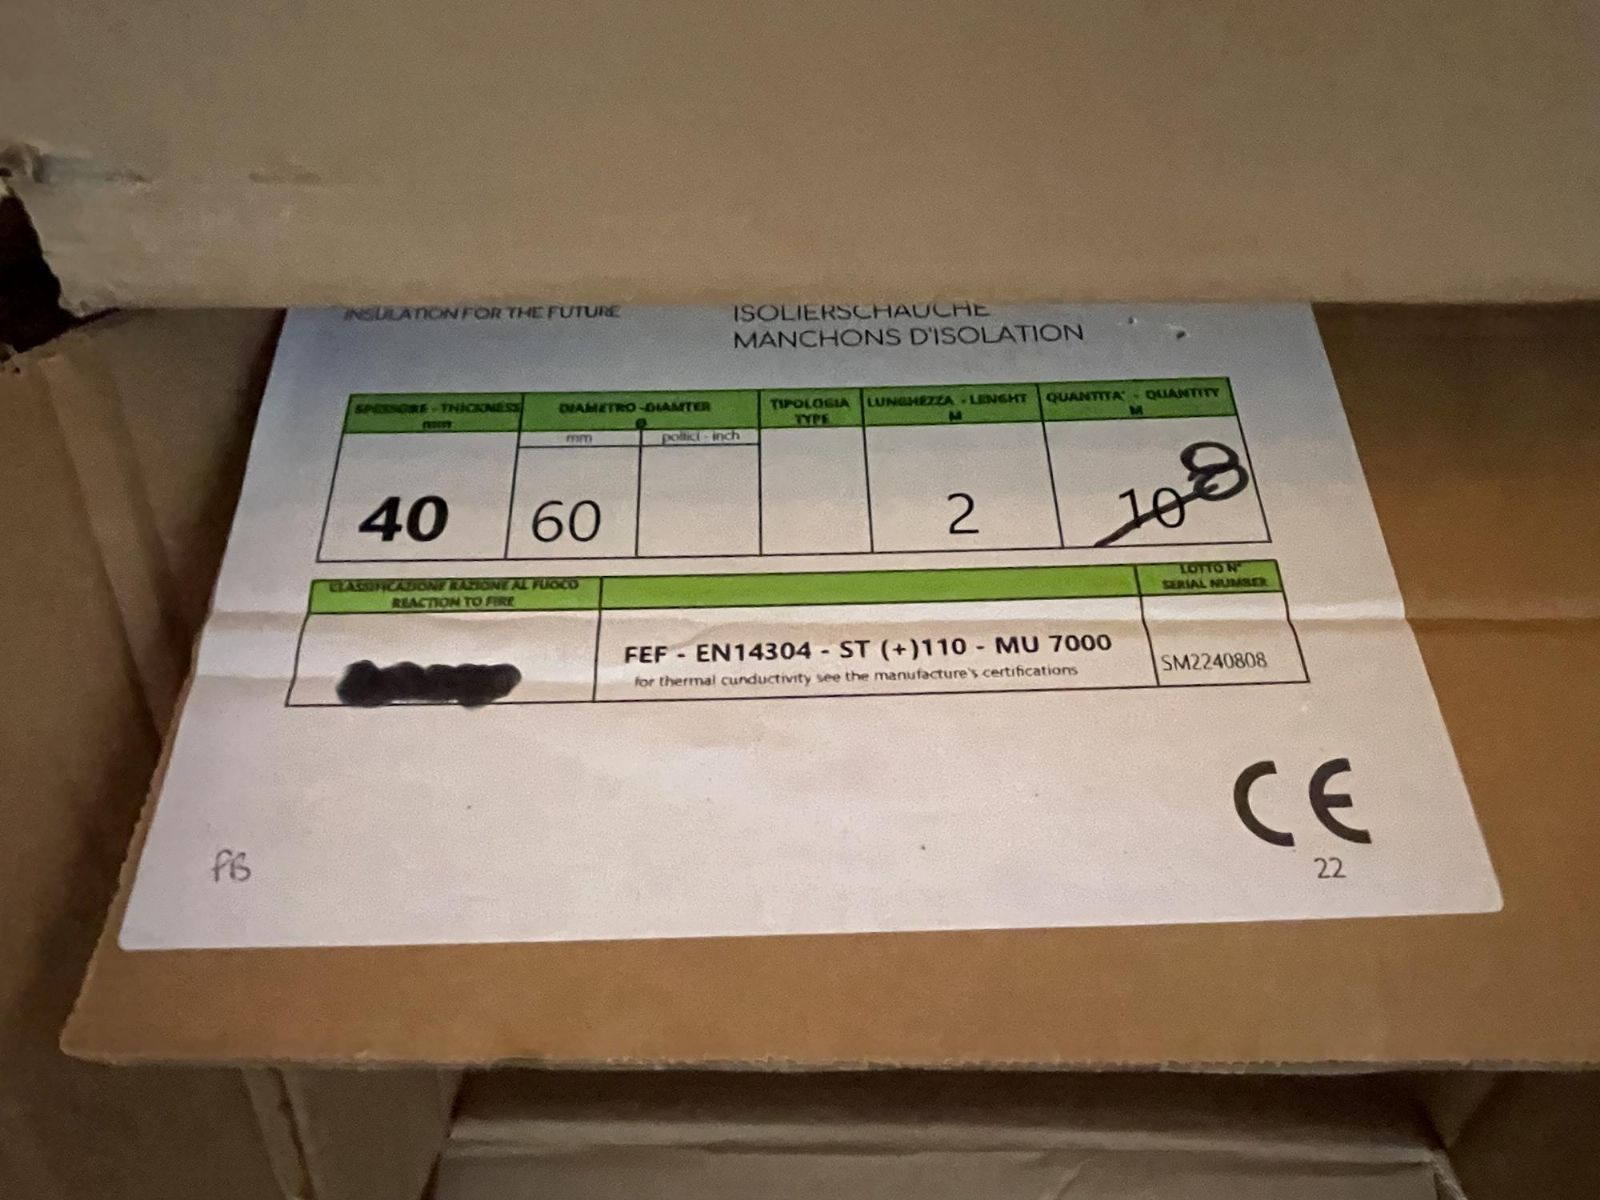 INSULATION FOR THE FUTURE
ISOLIERSCHAUCHE
MANCHONS D'ISOLATION
SPESSORE - THICKNESS
mm
DIAMETRO -DIAMTER
Ø
mm
pollici - inch
TIPOLOGIA
TYPE
LUNGHEZZA - LENGHT
M
QUANTITA' - QUANTITY
M
40
60
2
10 8
CLASSIFICAZIONE RAZIONE AL FUOCO
REACTION TO FIRE
LOTTO N°
SERIAL NUMBER
FEF - EN14304 - ST (+)110 - MU 7000
for thermal cunductivity see the manufacture's certifications
SM2240808
CE
22